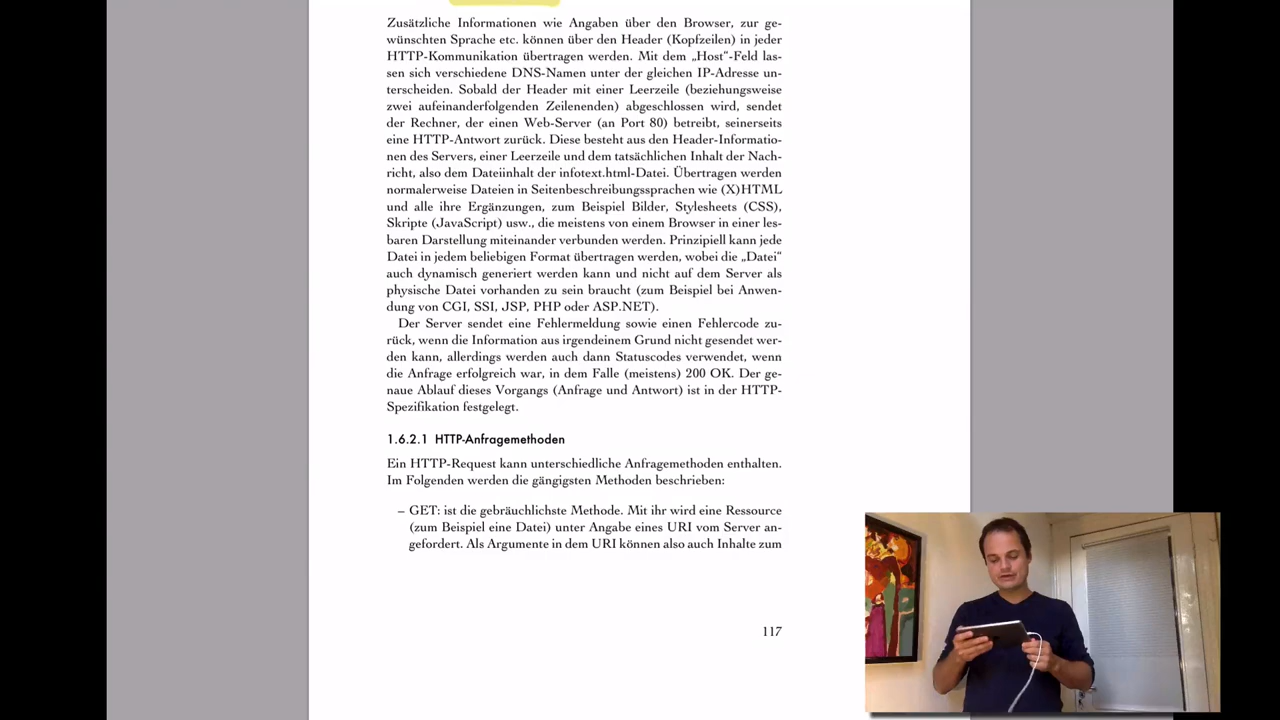 Zusätzliche Informationen wie Angaben über den Browser, zur ge-
wünschten Sprache etc. können über den Header (Kopfzeilen) in jeder
HTTP-Kommunikation übertragen werden. Mit dem „Host“-Feld las-
sen sich verschiedene DNS-Namen unter der gleichen IP-Adresse un-
terscheiden. Sobald der Header mit einer Leerzeile (beziehungsweise
zwei aufeinanderfolgenden Zeilenenden) abgeschlossen wird, sendet
der Rechner, der einen Web-Server (an Port 80) betreibt, seinerseits
eine HTTP-Antwort zurück. Diese besteht aus den Header-Informatio-
nen des Servers, einer Leerzeile und dem tatsächlichen Inhalt der Nach-
richt, also dem Dateiinhalt der infotext.html-Datei. Übertragen werden
normalerweise Dateien in Seitenbeschreibungssprachen wie (X)HTML
und alle ihre Ergänzungen, zum Beispiel Bilder, Stylesheets (CSS),
Skripte (JavaScript) usw., die meistens von einem Browser in einer les-
baren Darstellung miteinander verbunden werden. Prinzipiell kann jede
Datei in jedem beliebigen Format übertragen werden, wobei die „Datei“
auch dynamisch generiert werden kann und nicht auf dem Server als
physische Datei vorhanden zu sein braucht (zum Beispiel bei Anwen-
dung von CGI, SSI, JSP, PHP oder ASP.NET).
Der Server sendet eine Fehlermeldung sowie einen Fehlercode zu-
rück, wenn die Information aus irgendeinem Grund nicht gesendet wer-
den kann, allerdings werden auch dann Statuscodes verwendet, wenn
die Anfrage erfolgreich war, in dem Falle (meistens) 200 OK. Der ge-
naue Ablauf dieses Vorgangs (Anfrage und Antwort) ist in der HTTP-
Spezifikation festgelegt.
1.6.2.1 HTTP-Anfragemethoden
Ein HTTP-Request kann unterschiedliche Anfragemethoden enthalten.
Im Folgenden werden die gängigsten Methoden beschrieben:
– GET: ist die gebräuchlichste Methode. Mit ihr wird eine Ressource
(zum Beispiel eine Datei) unter Angabe eines URI vom Server an-
gefordert. Als Argumente in dem URI können also auch Inhalte zum
117